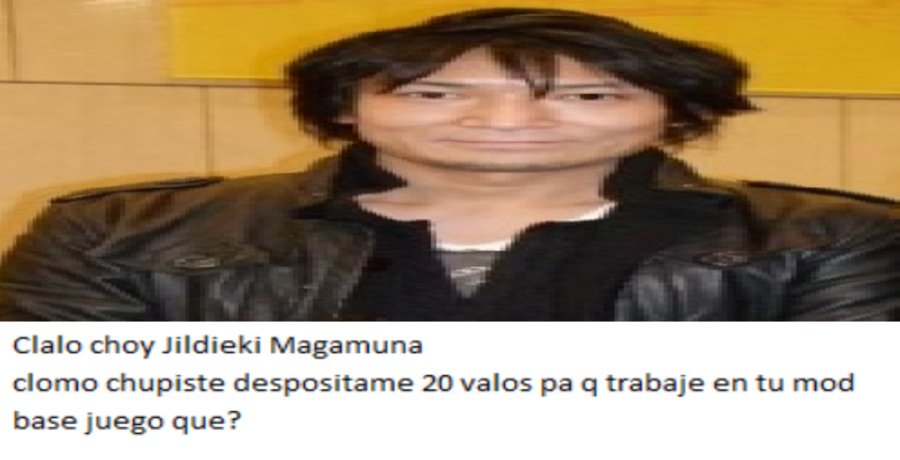 Clalo choy Jildieki Magamuna
clomo chupiste despositame 20 valos pa q trabaje en tu mod
base juego que?